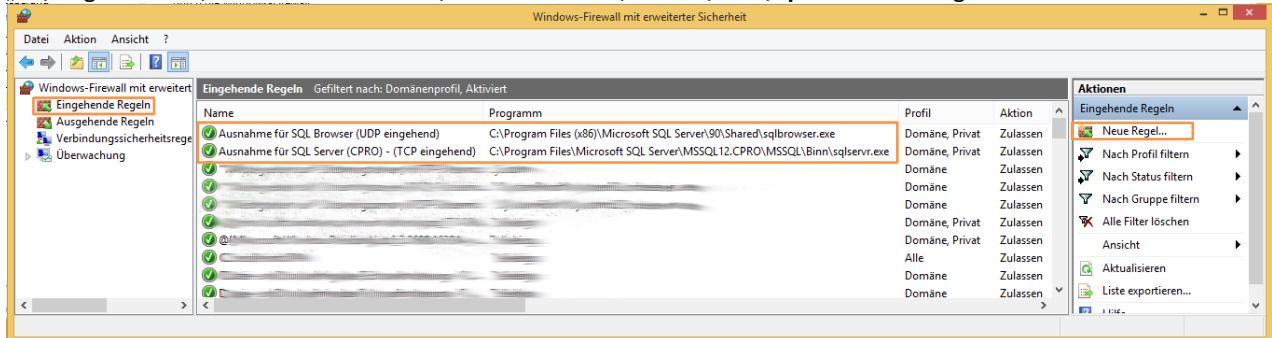 Windows-Firewall mit erweiterter Sicherheit
Datei Aktion Ansicht ?
Windows-Firewall mit erweitert
Eingehende Regeln
Ausgehende Regeln
Verbindungssicherheitsrege
Überwachung
Eingehende Regeln Gefiltert nach: Domänenprofil, Aktiviert
Name Programm Profil Aktion
Ausnahme für SQL Browser (UDP eingehend) C:\Program Files (x86)\Microsoft SQL Server\90\Shared\sqlbrowser.exe Domäne, Privat Zulassen
Ausnahme für SQL Server (CPRO) - (TCP eingehend) C:\Program Files\Microsoft SQL Server\MSSQL12.CPRO\MSSQL\Binn\sqlservr.exe Domäne, Privat Zulassen
Domäne Zulassen
Domäne Zulassen
Domäne Zulassen
Domäne, Privat Zulassen
Domäne, Privat Zulassen
Alle Zulassen
Domäne Zulassen
Domäne Zulassen
Aktionen
Eingehende Regeln
Neue Regel...
Nach Profil filtern
Nach Status filtern
Nach Gruppe filtern
Alle Filter löschen
Ansicht
Aktualisieren
Liste exportieren...